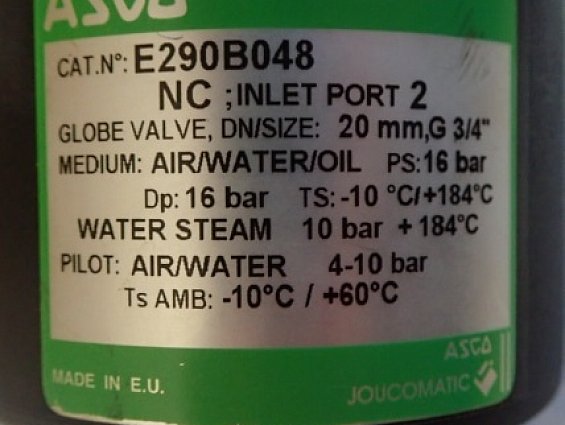 ASCO
CAT.N°: E290B048
NC ;INLET PORT 2
GLOBE VALVE, DN/SIZE: 20 mm,G 3/4"
MEDIUM: AIR/WATER/OIL PS:16 bar
Dp: 16 bar TS:-10 °C/+184°C
WATER STEAM 10 bar +184°C
PILOT: AIR/WATER 4-10 bar
Ts AMB: -10°C / +60°C
ASCO
MADE IN E.U.
JOUCOMATIC